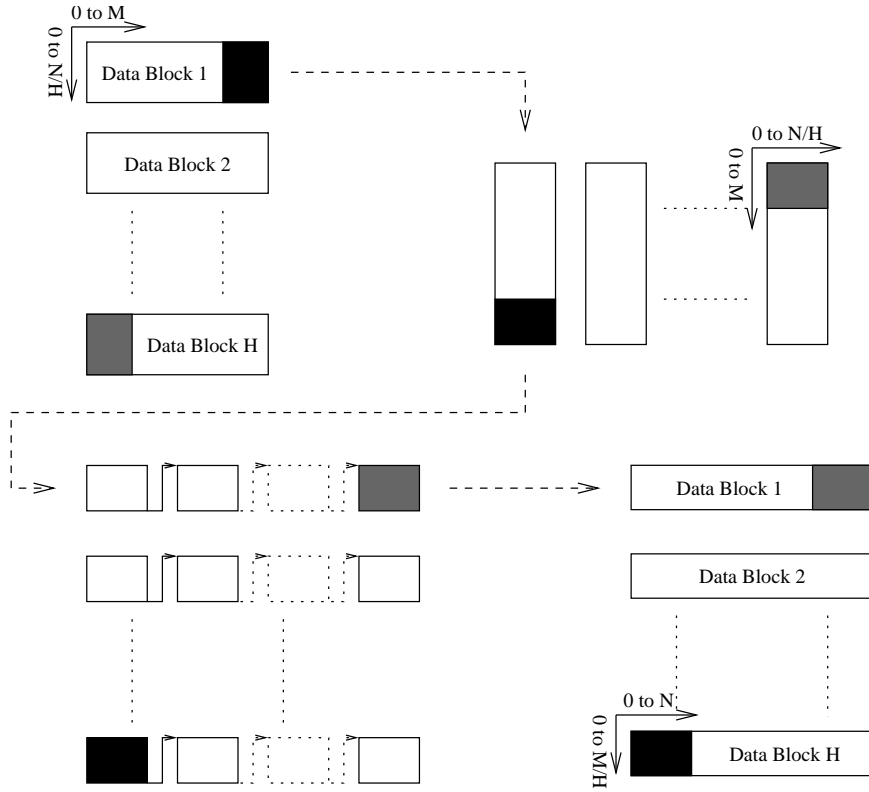 0 to M
0 to N/H
Data Block 1
Data Block 2
Data Block H
0 to N/H
0 to M
Data Block 1
Data Block 2
0 to N
0 to M/H
Data Block H